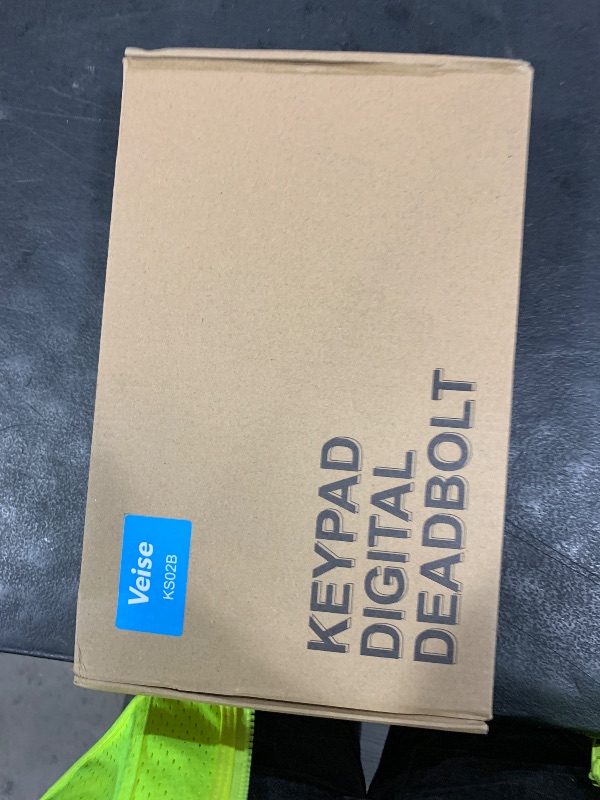 Veise
KS02B
KEYPAD
DIGITAL
DEADBOLT